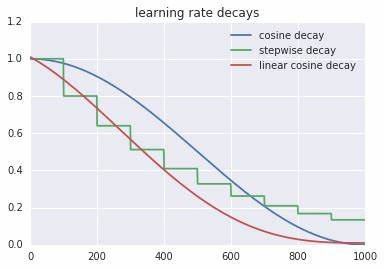 learning rate decays
1.2
cosine decay
stepwise decay
linear cosine decay
1.0
0.8
0.6
0.4
0.2
0.0
0 200 400 600 800 1000